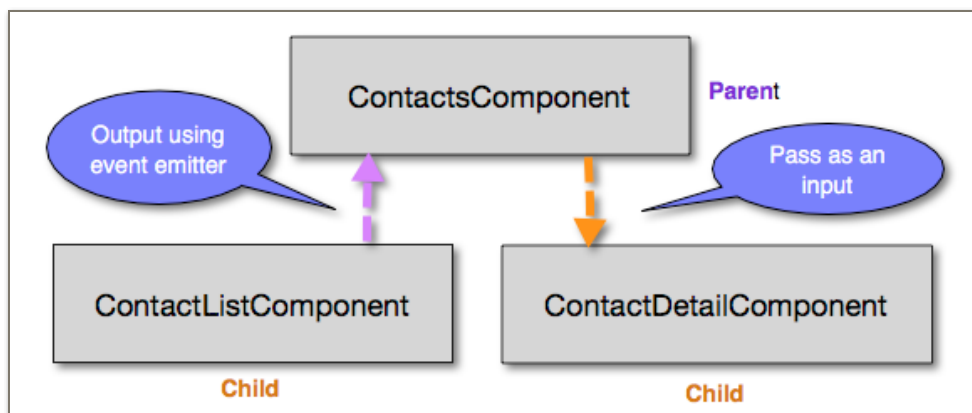 ContactsComponent
Parent
Output using
event emitter
Pass as an
input
ContactListComponent
ContactDetailComponent
Child
Child